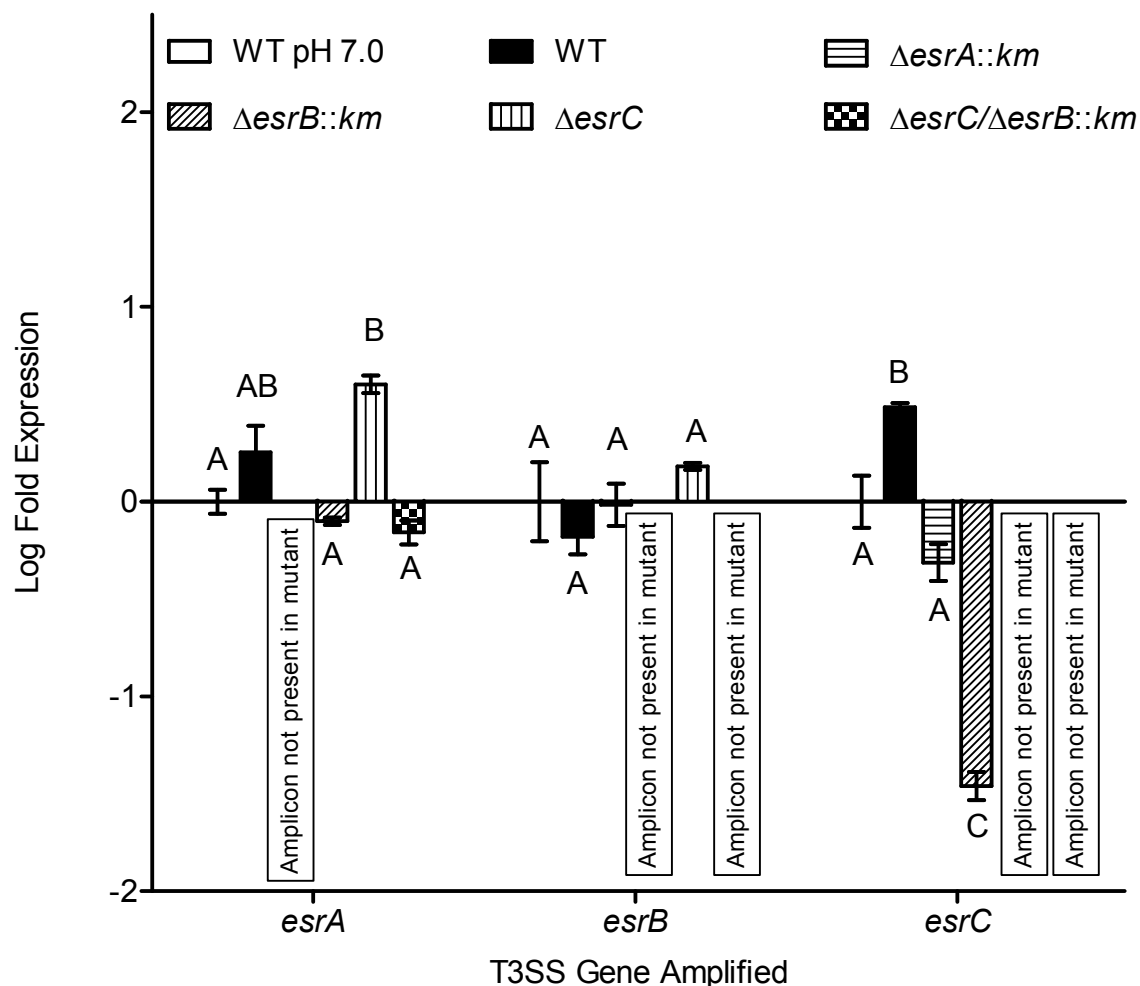 WT pH 7.0
WT
ΔesrA::km
ΔesrB::km
ΔesrC
ΔesrC/ΔesrB::km
Log Fold Expression
2
1
0
-1
-2
A
AB
B
A
A
Amplicon not present in mutant
A
A
A
A
Amplicon not present in mutant
Amplicon not present in mutant
A
B
A
C
Amplicon not present in mutant
Amplicon not present in mutant
esrA
esrB
esrC
T3SS Gene Amplified